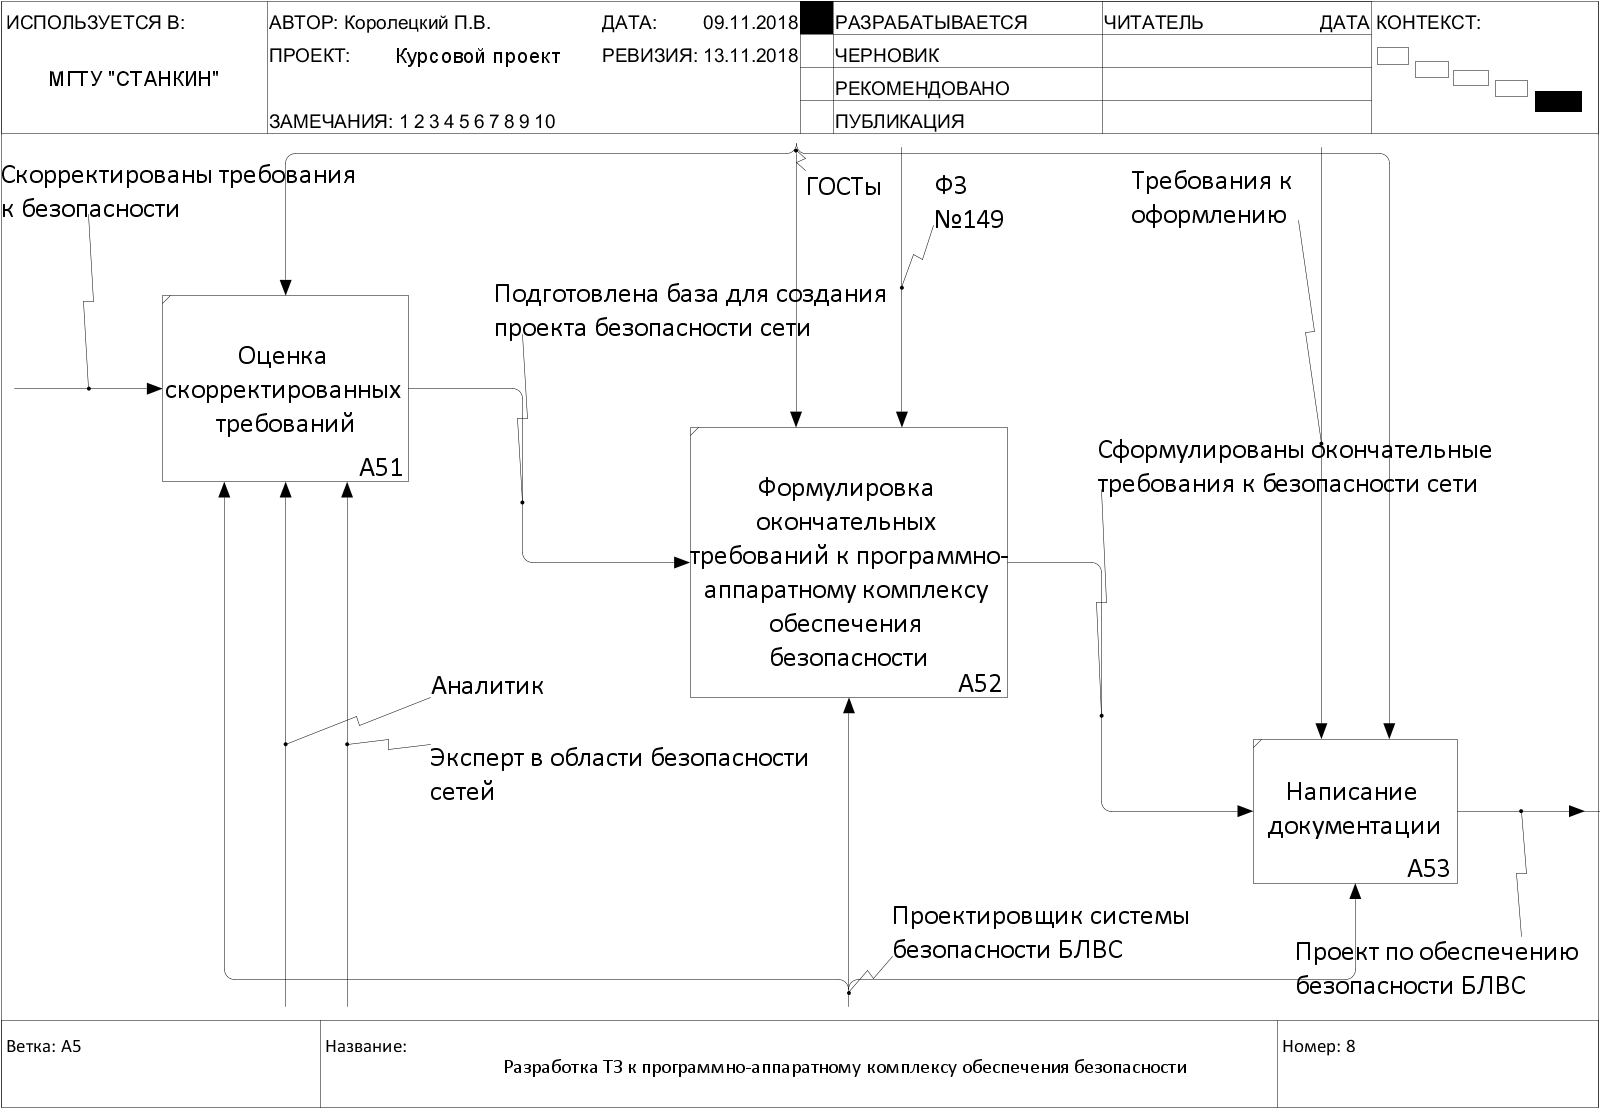 ИСПОЛЬЗУЕТСЯ В:
МГТУ "СТАНКИН"
АВТОР: Королецкий П.В.
ДАТА: 09.11.2018
ПРОЕКТ: Курсовой проект
РЕВИЗИЯ: 13.11.2018
ЗАМЕЧАНИЯ: 1 2 3 4 5 6 7 8 9 10
РАЗРАБАТЫВАЕТСЯ
ЧЕРНОВИК
РЕКОМЕНДОВАНО
ПУБЛИКАЦИЯ
ЧИТАТЕЛЬ
ДАТА
КОНТЕКСТ:
Скорректированы требования
к безопасности
ГОСТы
ФЗ
№149
Требования к
оформлению
Подготовлена база для создания
проекта безопасности сети
Оценка
скорректированных
требований
А51
Сформулированы окончательные
требования к безопасности сети
Формулировка
окончательных
требований к программно-
аппаратному комплексу
обеспечения
безопасности
А52
Аналитик
Эксперт в области безопасности
сетей
Написание
документации
А53
Проектировщик системы
безопасности БЛВС
Проект по обеспечению
безопасности БЛВС
Ветка: А5
Название:
Разработка ТЗ к программно-аппаратному комплексу обеспечения безопасности
Номер: 8